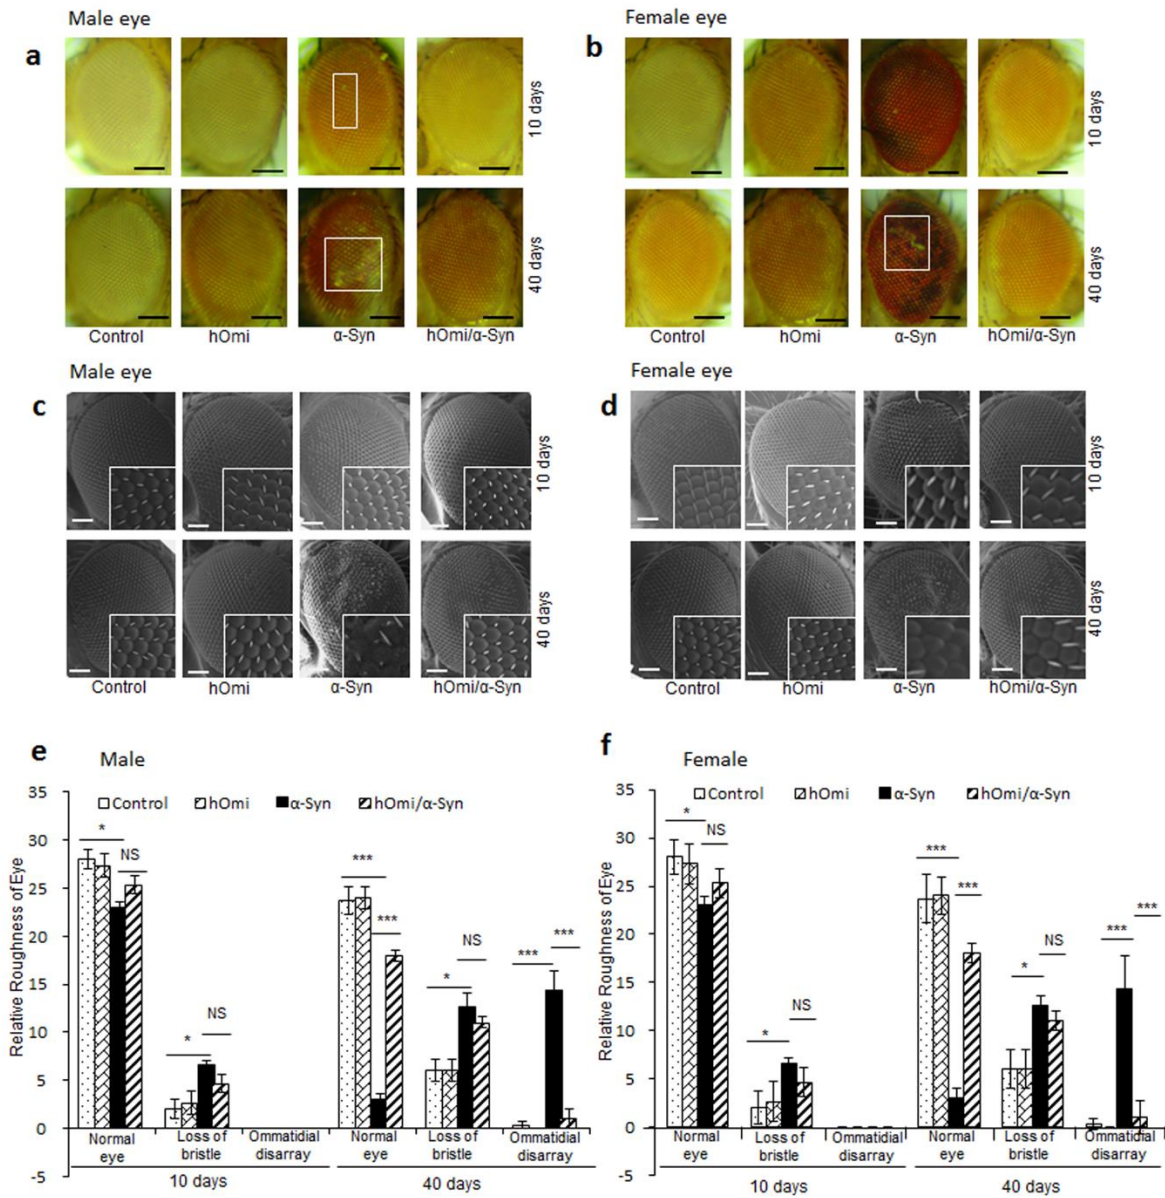 Male eye
Female eye
a
b
10 days
10 days
40 days
40 days
Control hOmi α-Syn hOmi/α-Syn
Control hOmi α-Syn hOmi/α-Syn
Male eye
Female eye
c
d
10 days
10 days
40 days
40 days
Control hOmi α-Syn hOmi/α-Syn
Control hOmi α-Syn hOmi/α-Syn
e
Male
Relative Roughness of Eye
35
30
25
20
15
10
5
0
-5
Control hOmi α-Syn hOmi/α-Syn
* NS
* NS
*** ***
* NS
*** ***
Normal eye
Loss of bristle
Ommatidial disarray
Normal eye
Loss of bristle
Ommatidial disarray
10 days
40 days
f
Female
Relative Roughness of Eye
35
30
25
20
15
10
5
0
-5
Control hOmi α-Syn hOmi/α-Syn
* NS
* NS
*** ***
* NS
*** ***
Normal eye
Loss of bristle
Ommatidial disarray
Normal eye
Loss of bristle
Ommatidial disarray
10 days
40 days